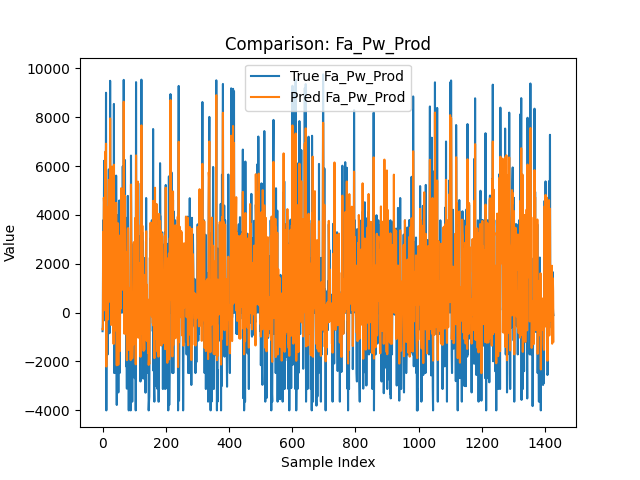 Comparison: Fa_Pw_Prod
True Fa_Pw_Prod
Pred Fa_Pw_Prod
10000
8000
6000
4000
2000
0
−2000
−4000
Value
0 200 400 600 800 1000 1200 1400
Sample Index